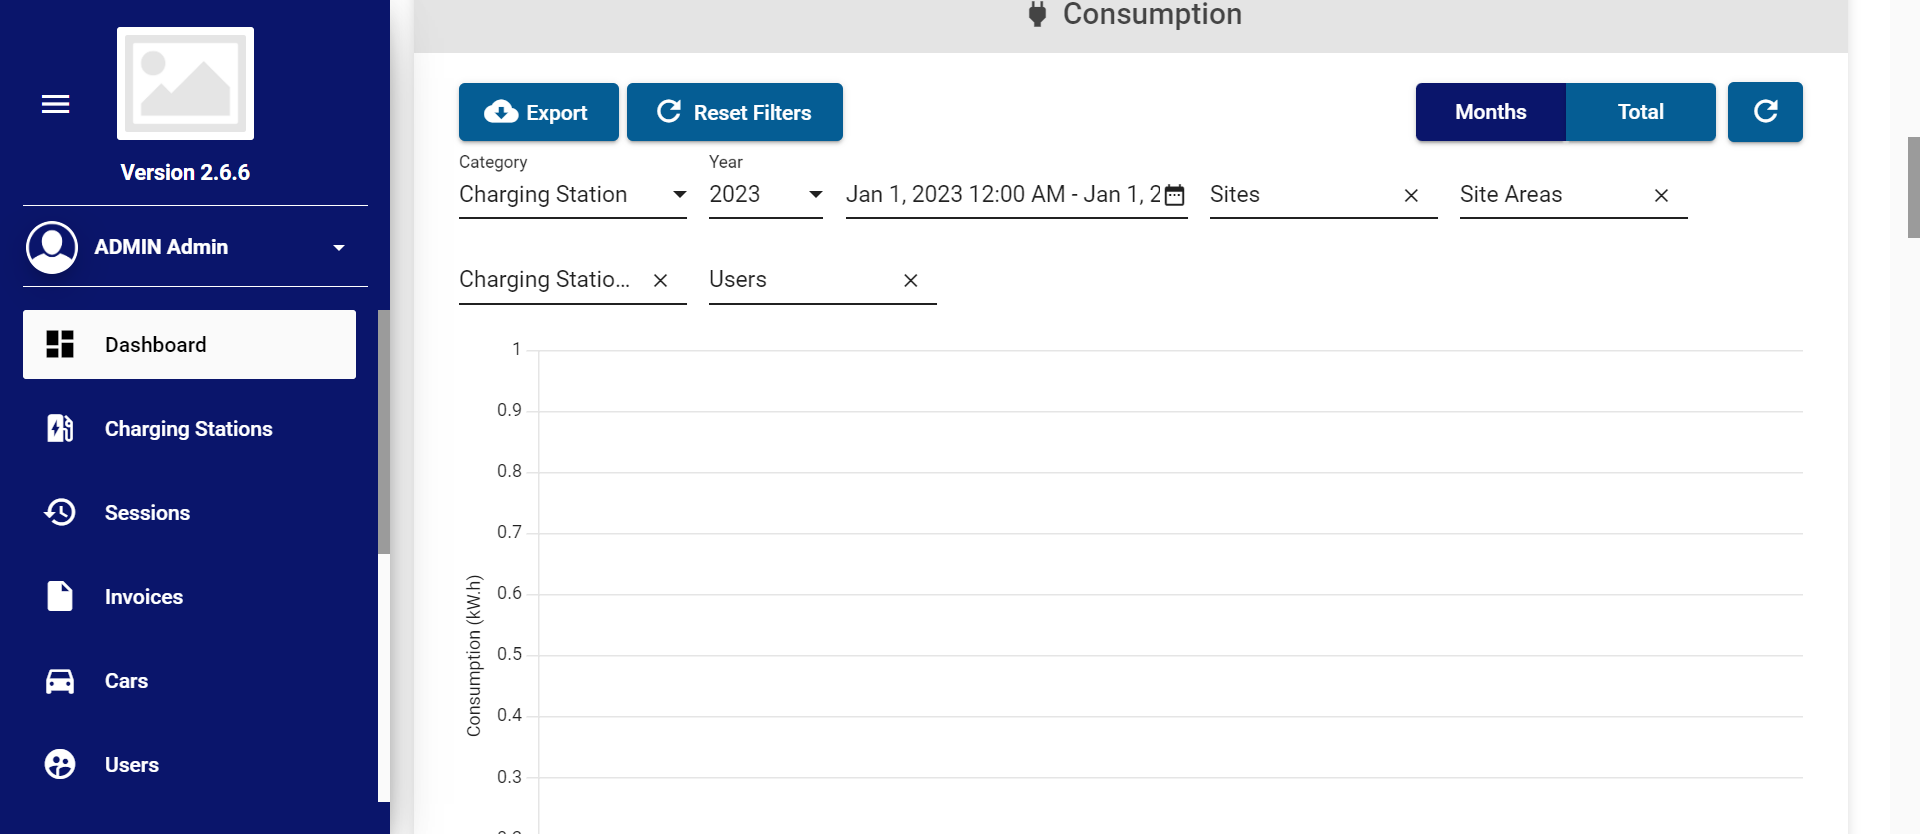 Version 2.6.6
ADMIN Admin
Dashboard
Charging Stations
Sessions
Invoices
Cars
Users
Consumption
Export
Reset Filters
Months
Total
Category
Year
Charging Station
2023
Jan 1, 2023 12:00 AM - Jan 1, 2
Sites
Site Areas
Charging Statio...
Users
Consumption (kW.h)
1
0.9
0.8
0.7
0.6
0.5
0.4
0.3